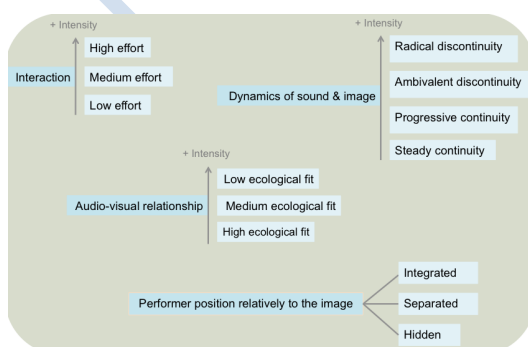 + Intensity
High effort
Interaction
Medium effort
Low effort
+ Intensity
Radical discontinuity
Ambivalent discontinuity
Dynamics of sound & image
Progressive continuity
Steady continuity
+ Intensity
Low ecological fit
Audio-visual relationship
Medium ecological fit
High ecological fit
Integrated
Performer position relatively to the image
Separated
Hidden